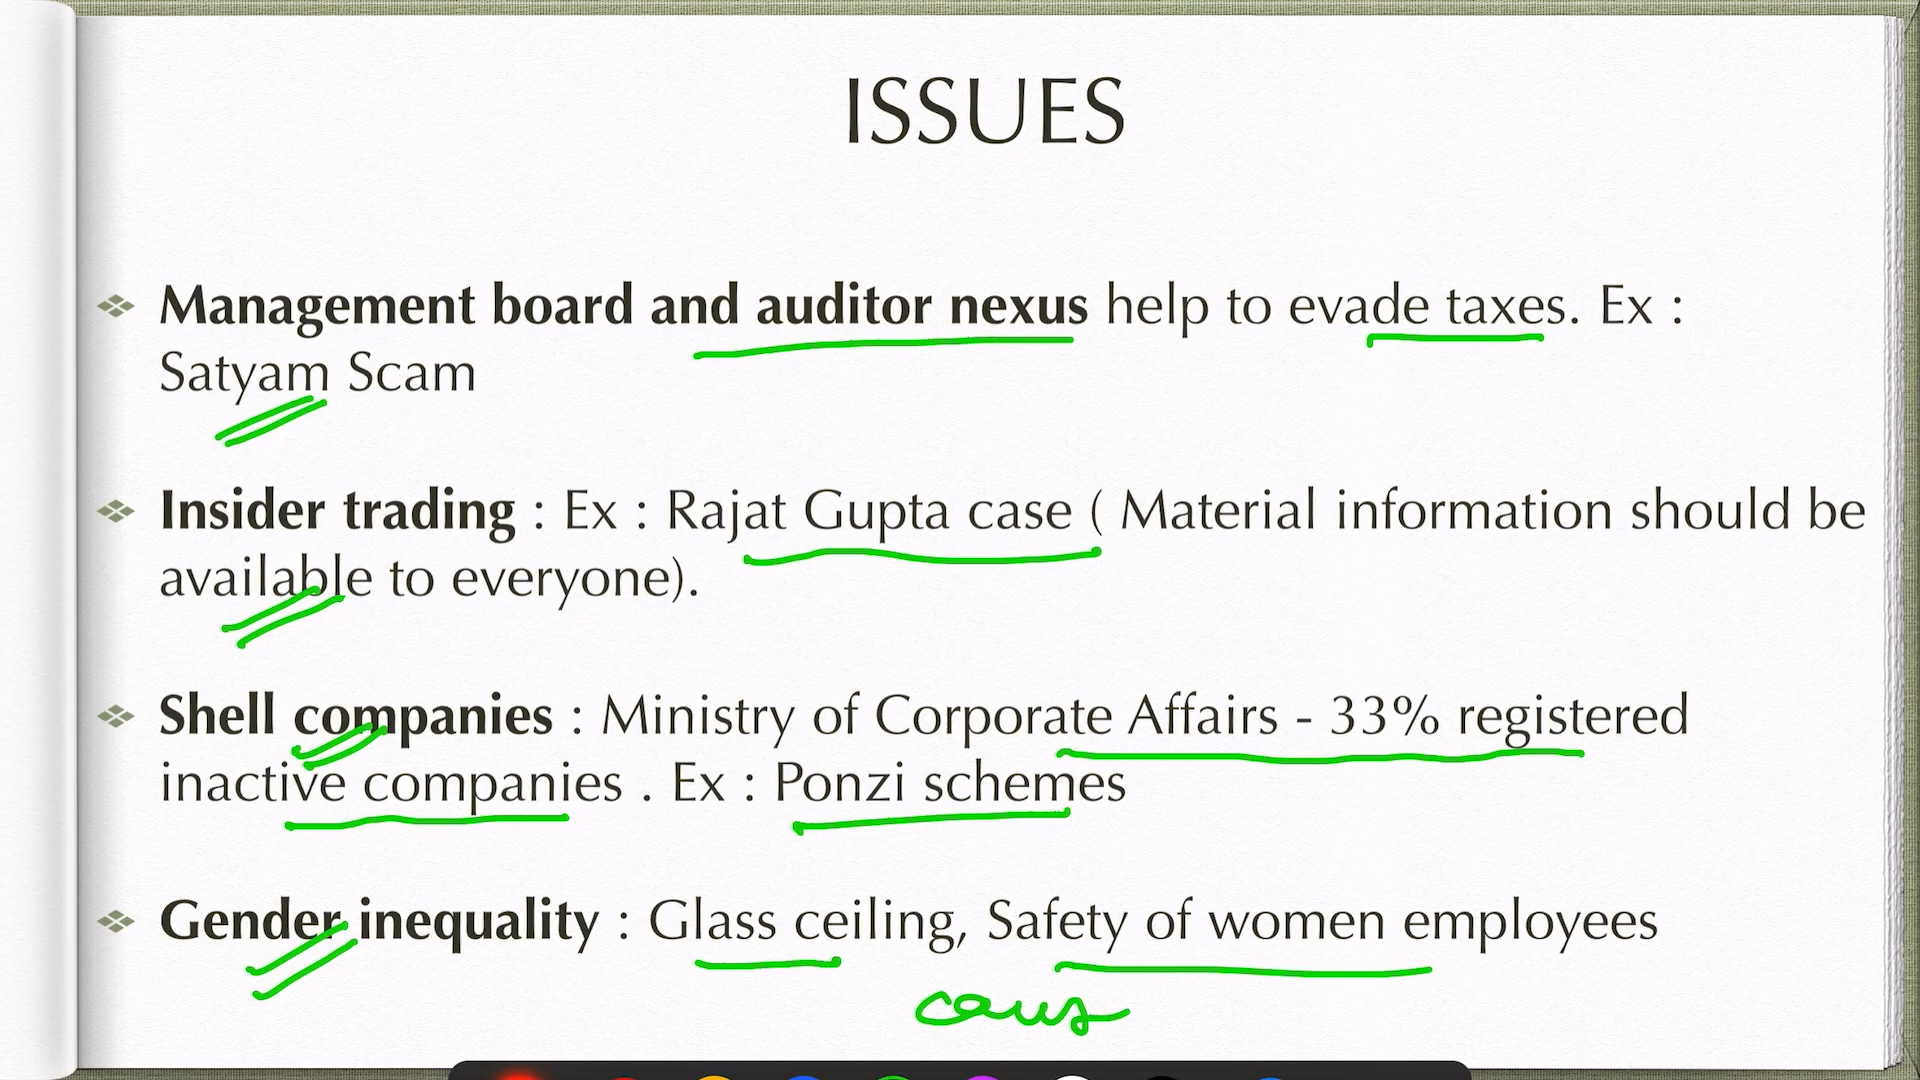 ISSUES
Management board and auditor nexus help to evade taxes. Ex :
Satyam Scam
Insider trading : Ex : Rajat Gupta case ( Material information should be
available to everyone).
Shell companies : Ministry of Corporate Affairs - 33% registered
inactive companies . Ex : Ponzi schemes
Gender inequality : Glass ceiling, Safety of women employees